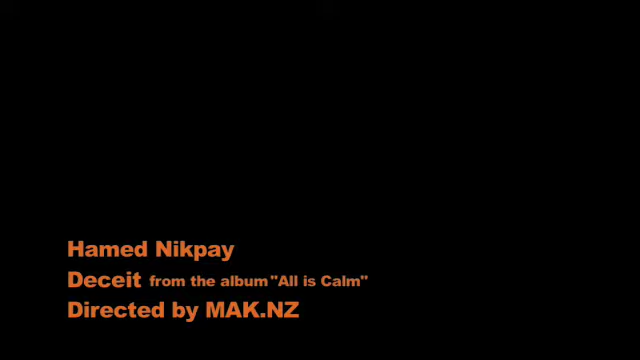 Hamed Nikpay
Deceit from the album "All is Calm"
Directed by MAK.NZ